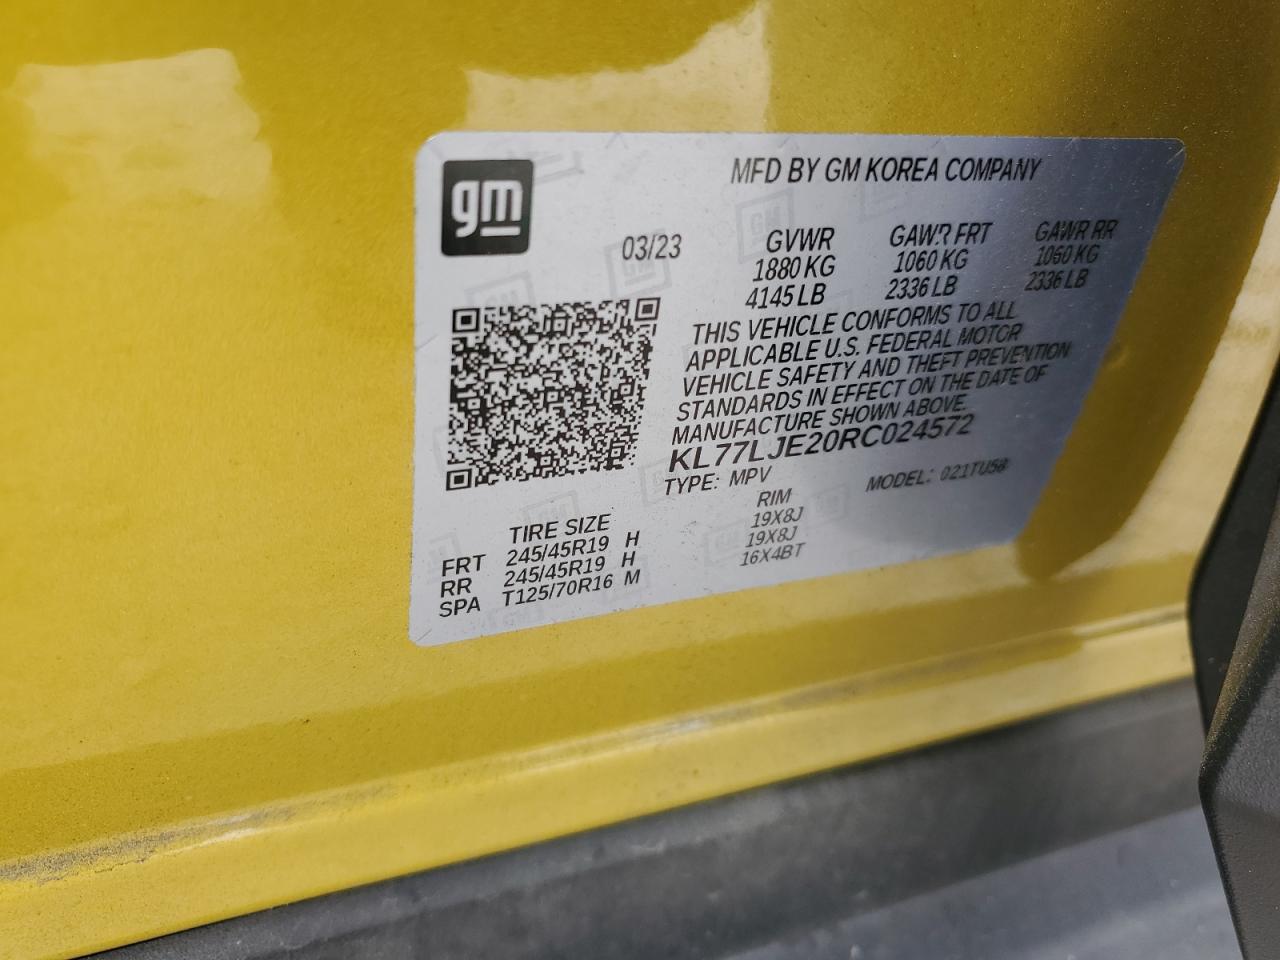 gm
MFD BY GM KOREA COMPANY
03/23 GVWR GAWR FRT GAWR RR
1880 KG 1060 KG 1060 KG
4145 LB 2336 LB 2336 LB
THIS VEHICLE CONFORMS TO ALL
APPLICABLE U.S. FEDERAL MOTOR
VEHICLE SAFETY AND THEFT PREVENTION
STANDARDS IN EFFECT ON THE DATE OF
MANUFACTURE SHOWN ABOVE.
KL77LJE20RC024572
TYPE: MPV MODEL: 021TU58
TIRE SIZE RIM
FRT 245/45R19 H 19X8J
RR 245/45R19 H 19X8J
SPA T125/70R16 M 16X4BT